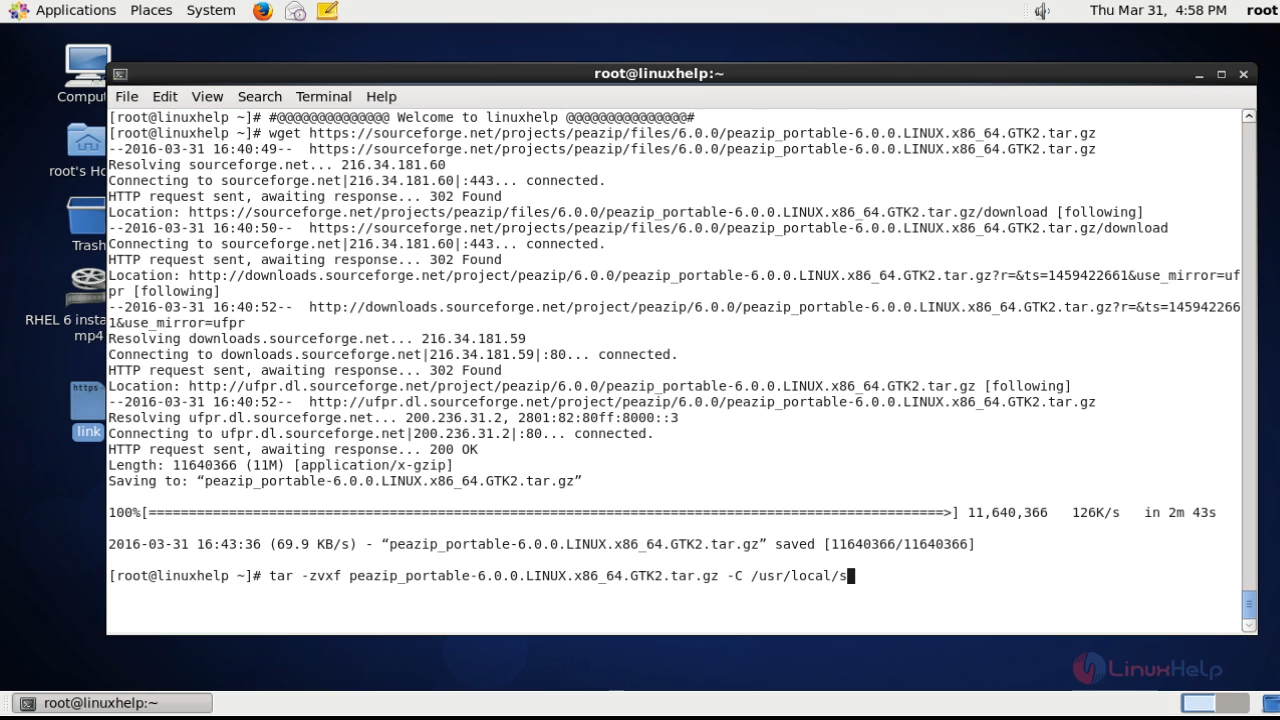 Applications Places System Thu Mar 31, 4:58 PM root
root@linuxhelp:~
File Edit View Search Terminal Help
Comput
root's Ho
Trash
RHEL 6 insta
mp4
https-
link
[root@linuxhelp ~]# #@@@@@@@@@@@@@@ Welcome to linuxhelp @@@@@@@@@@@@@@@#
[root@linuxhelp ~]# wget https://sourceforge.net/projects/peazip/files/6.0.0/peazip_portable-6.0.0.LINUX.x86_64.GTK2.tar.gz
--2016-03-31 16:40:49-- https://sourceforge.net/projects/peazip/files/6.0.0/peazip_portable-6.0.0.LINUX.x86_64.GTK2.tar.gz
Resolving sourceforge.net... 216.34.181.60
Connecting to sourceforge.net|216.34.181.60|:443... connected.
HTTP request sent, awaiting response... 302 Found
Location: https://sourceforge.net/projects/peazip/files/6.0.0/peazip_portable-6.0.0.LINUX.x86_64.GTK2.tar.gz/download [following]
--2016-03-31 16:40:50-- https://sourceforge.net/projects/peazip/files/6.0.0/peazip_portable-6.0.0.LINUX.x86_64.GTK2.tar.gz/download
Connecting to sourceforge.net|216.34.181.60|:443... connected.
HTTP request sent, awaiting response... 302 Found
Location: http://downloads.sourceforge.net/project/peazip/6.0.0/peazip_portable-6.0.0.LINUX.x86_64.GTK2.tar.gz?r=&ts=1459422661&use_mirror=uf
pr [following]
--2016-03-31 16:40:52-- http://downloads.sourceforge.net/project/peazip/6.0.0/peazip_portable-6.0.0.LINUX.x86_64.GTK2.tar.gz?r=&ts=145942266
1&use_mirror=ufpr
Resolving downloads.sourceforge.net... 216.34.181.59
Connecting to downloads.sourceforge.net|216.34.181.59|:80... connected.
HTTP request sent, awaiting response... 302 Found
Location: http://ufpr.dl.sourceforge.net/project/peazip/6.0.0/peazip_portable-6.0.0.LINUX.x86_64.GTK2.tar.gz [following]
--2016-03-31 16:40:52-- http://ufpr.dl.sourceforge.net/project/peazip/6.0.0/peazip_portable-6.0.0.LINUX.x86_64.GTK2.tar.gz
Resolving ufpr.dl.sourceforge.net... 200.236.31.2, 2801:82:80ff:8000::3
Connecting to ufpr.dl.sourceforge.net|200.236.31.2|:80... connected.
HTTP request sent, awaiting response... 200 OK
Length: 11640366 (11M) [application/x-gzip]
Saving to: “peazip_portable-6.0.0.LINUX.x86_64.GTK2.tar.gz”
100%[===================================================================================================>] 11,640,366 126K/s in 2m 43s
2016-03-31 16:43:36 (69.9 KB/s) - “peazip_portable-6.0.0.LINUX.x86_64.GTK2.tar.gz” saved [11640366/11640366]
[root@linuxhelp ~]# tar -zvxf peazip_portable-6.0.0.LINUX.x86_64.GTK2.tar.gz -C /usr/local/s
LinuxHelp
root@linuxhelp:~